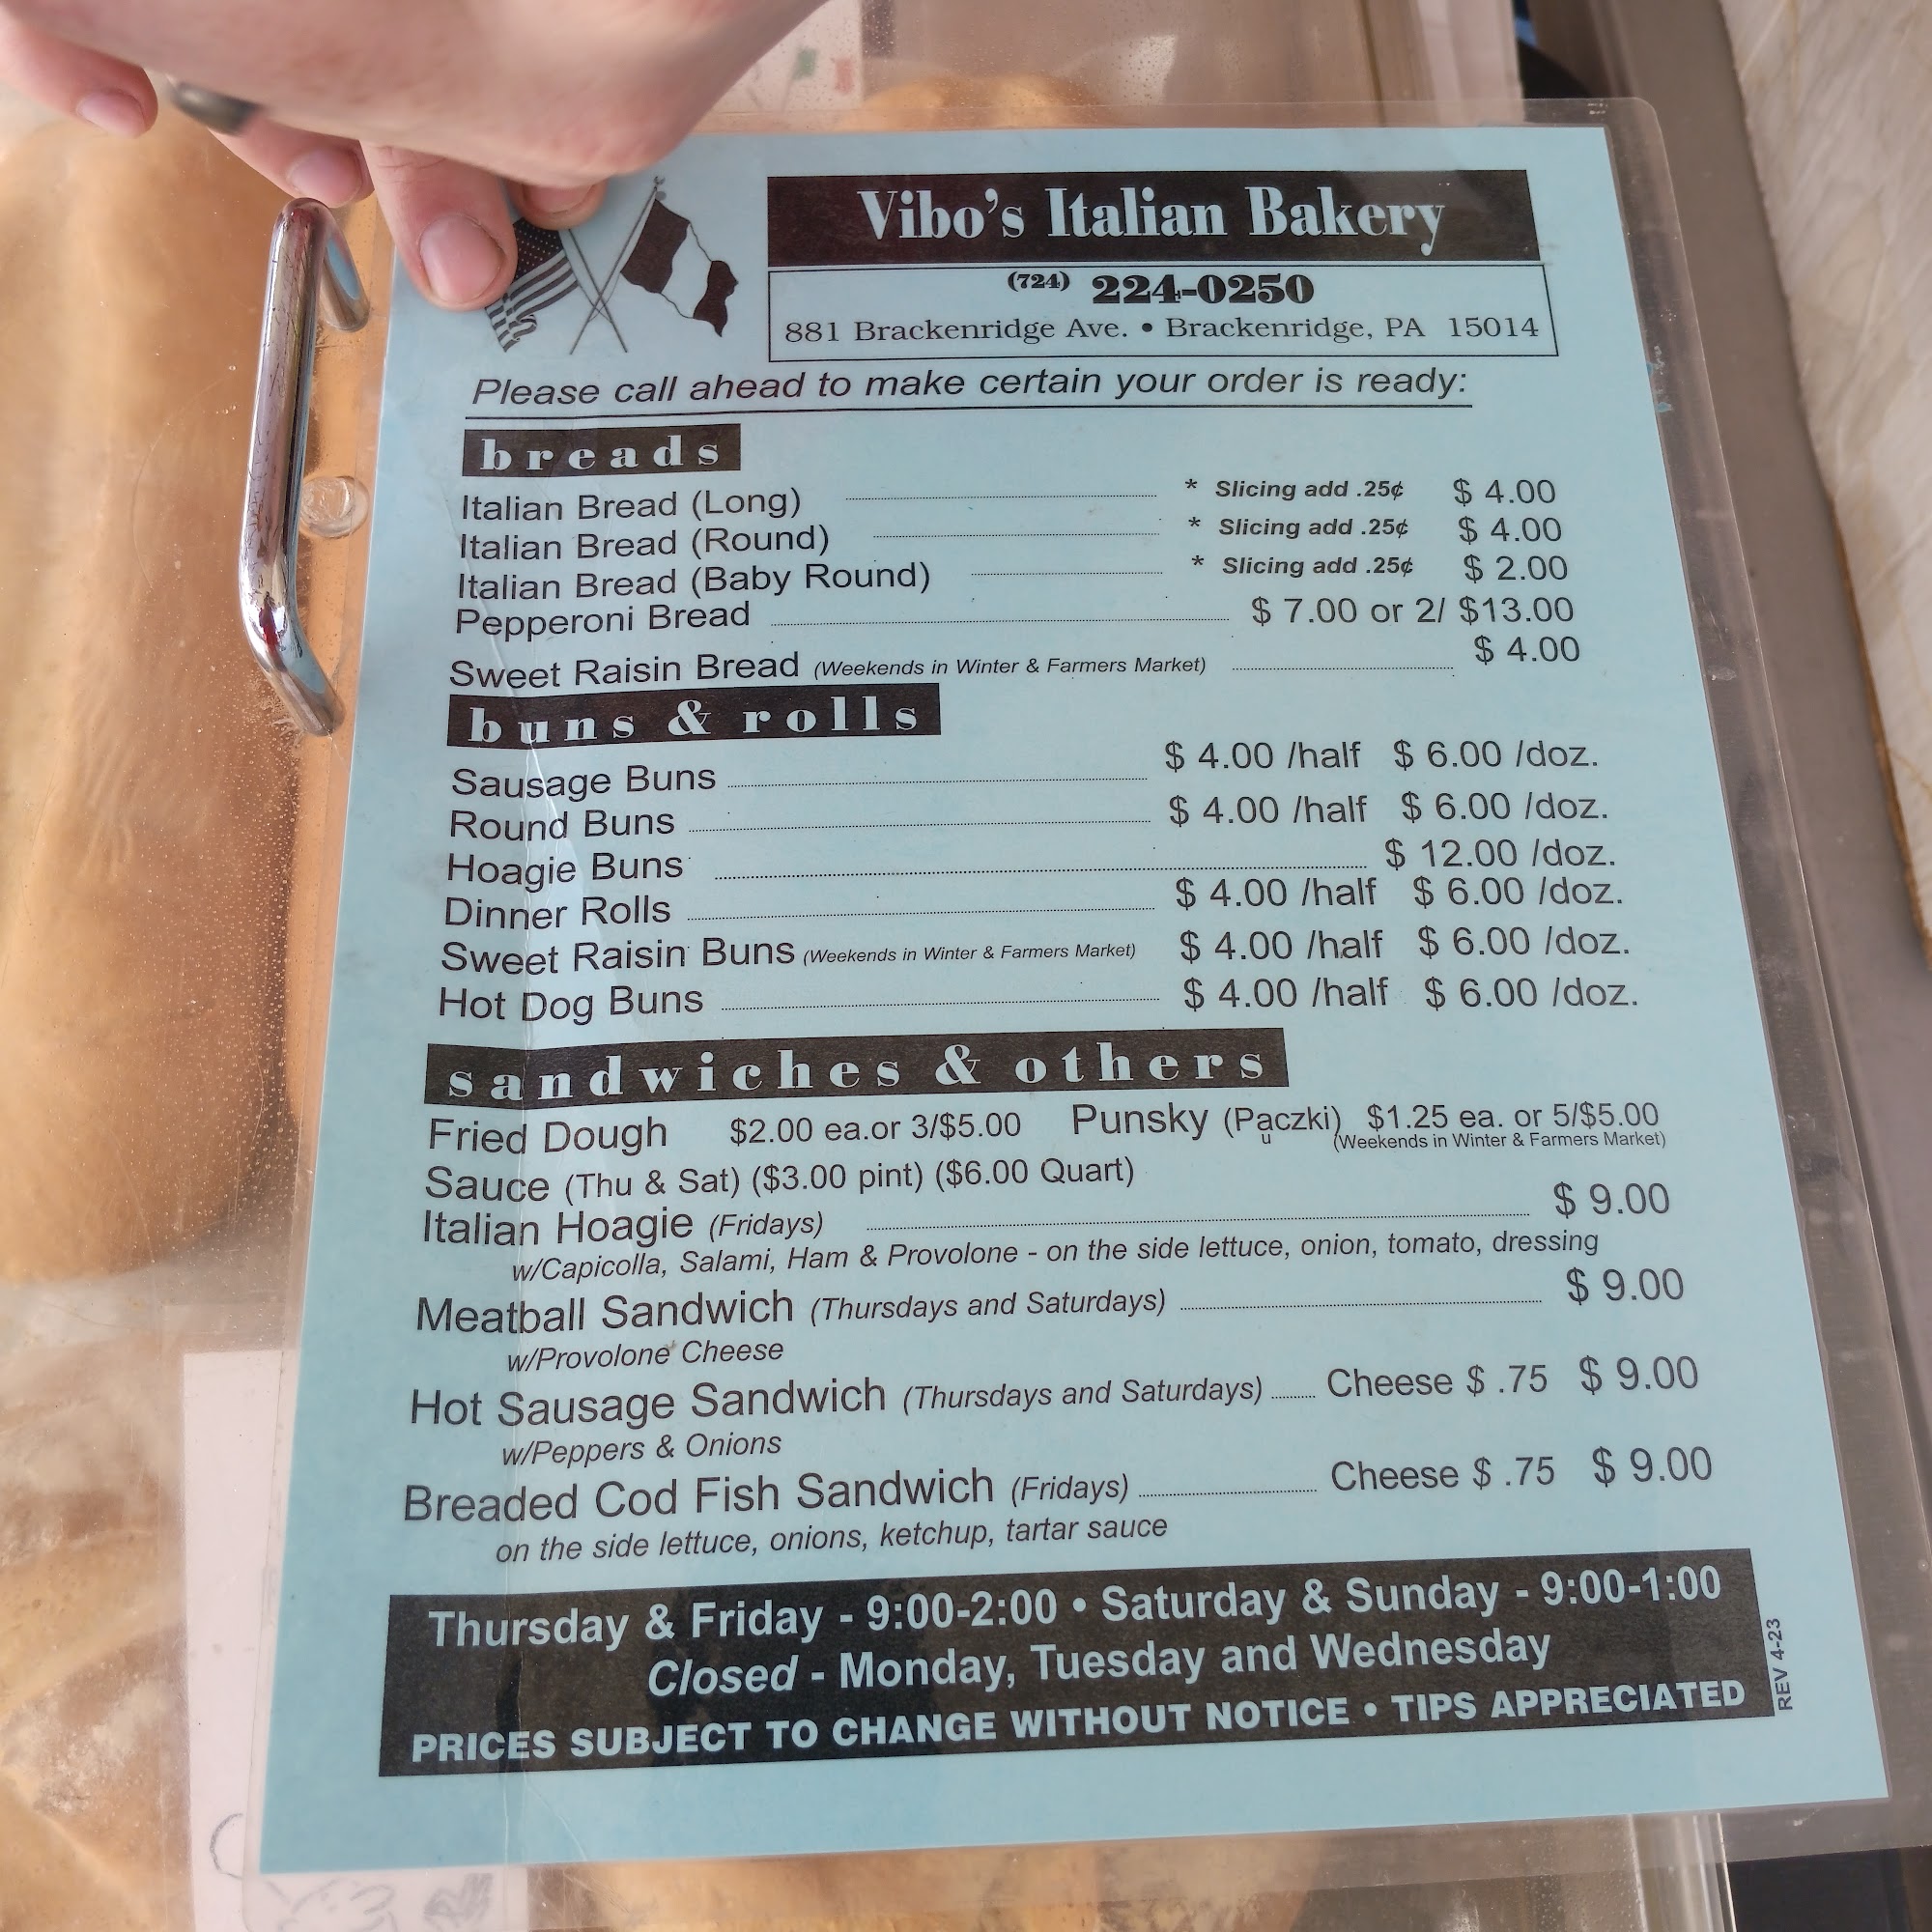 Vibo's Italian Bakery
(724) 224-0250
881 Brackenridge Ave. • Brackenridge, PA 15014
Please call ahead to make certain your order is ready:
breads
Italian Bread (Long) * Slicing add .25¢ $ 4.00
Italian Bread (Round) * Slicing add .25¢ $ 4.00
Italian Bread (Baby Round) * Slicing add .25¢ $ 2.00
Pepperoni Bread $ 7.00 or 2/ $13.00
Sweet Raisin Bread (Weekends in Winter & Farmers Market) $ 4.00
buns & rolls
Sausage Buns $ 4.00 /half $ 6.00 /doz.
Round Buns $ 4.00 /half $ 6.00 /doz.
Hoagie Buns $ 12.00 /doz.
Dinner Rolls $ 4.00 /half $ 6.00 /doz.
Sweet Raisin Buns (Weekends in Winter & Farmers Market) $ 4.00 /half $ 6.00 /doz.
Hot Dog Buns $ 4.00 /half $ 6.00 /doz.
sandwiches & others
Fried Dough $2.00 ea.or 3/$5.00 Punsky (Paczki) $1.25 ea. or 5/$5.00
u
(Weekends in Winter & Farmers Market)
Sauce (Thu & Sat) ($3.00 pint) ($6.00 Quart)
Italian Hoagie (Fridays) $ 9.00
w/Capicolla, Salami, Ham & Provolone - on the side lettuce, onion, tomato, dressing
Meatball Sandwich (Thursdays and Saturdays) $ 9.00
w/Provolone Cheese
Hot Sausage Sandwich (Thursdays and Saturdays) Cheese $ .75 $ 9.00
w/Peppers & Onions
Breaded Cod Fish Sandwich (Fridays) Cheese $ .75 $ 9.00
on the side lettuce, onions, ketchup, tartar sauce
Thursday & Friday - 9:00-2:00 • Saturday & Sunday - 9:00-1:00
Closed - Monday, Tuesday and Wednesday
PRICES SUBJECT TO CHANGE WITHOUT NOTICE • TIPS APPRECIATED
REV 4-23